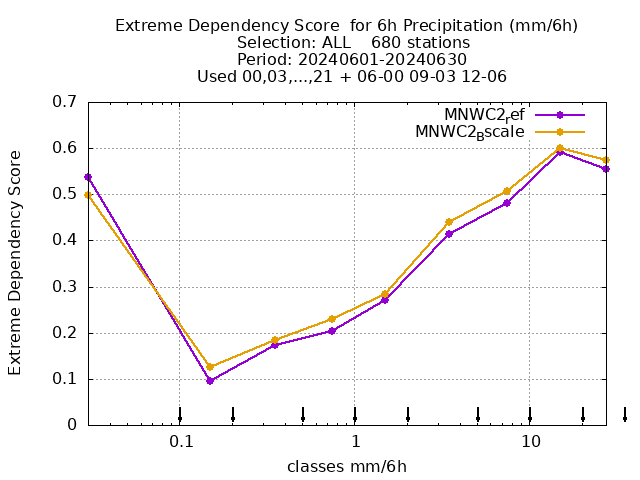 Extreme Dependency Score  for 6h Precipitation (mm/6h)
Selection: ALL    680 stations
Period: 20240601-20240630
Used 00,03,...,21 + 06-00 09-03 12-06
MNWC2ref
MNWC2Bscale
Extreme Dependency Score
0.7
0.6
0.5
0.4
0.3
0.2
0.1
0
0.1 1 10
classes mm/6h